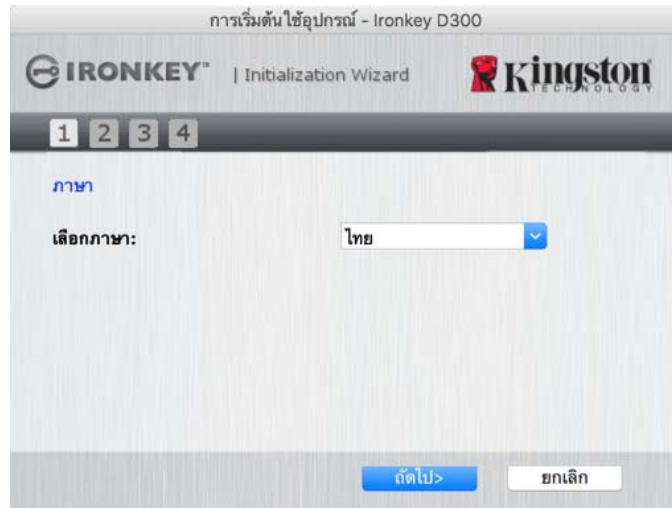 การเริ่มต้นใช้อุปกรณ์ - Ironkey D300
IRONKEY™ | Initialization Wizard Kingston
TECHNOLOGY
1 2 3 4
ภาษา
เลือกภาษา: ไทย
ถัดไป> ยกเลิก